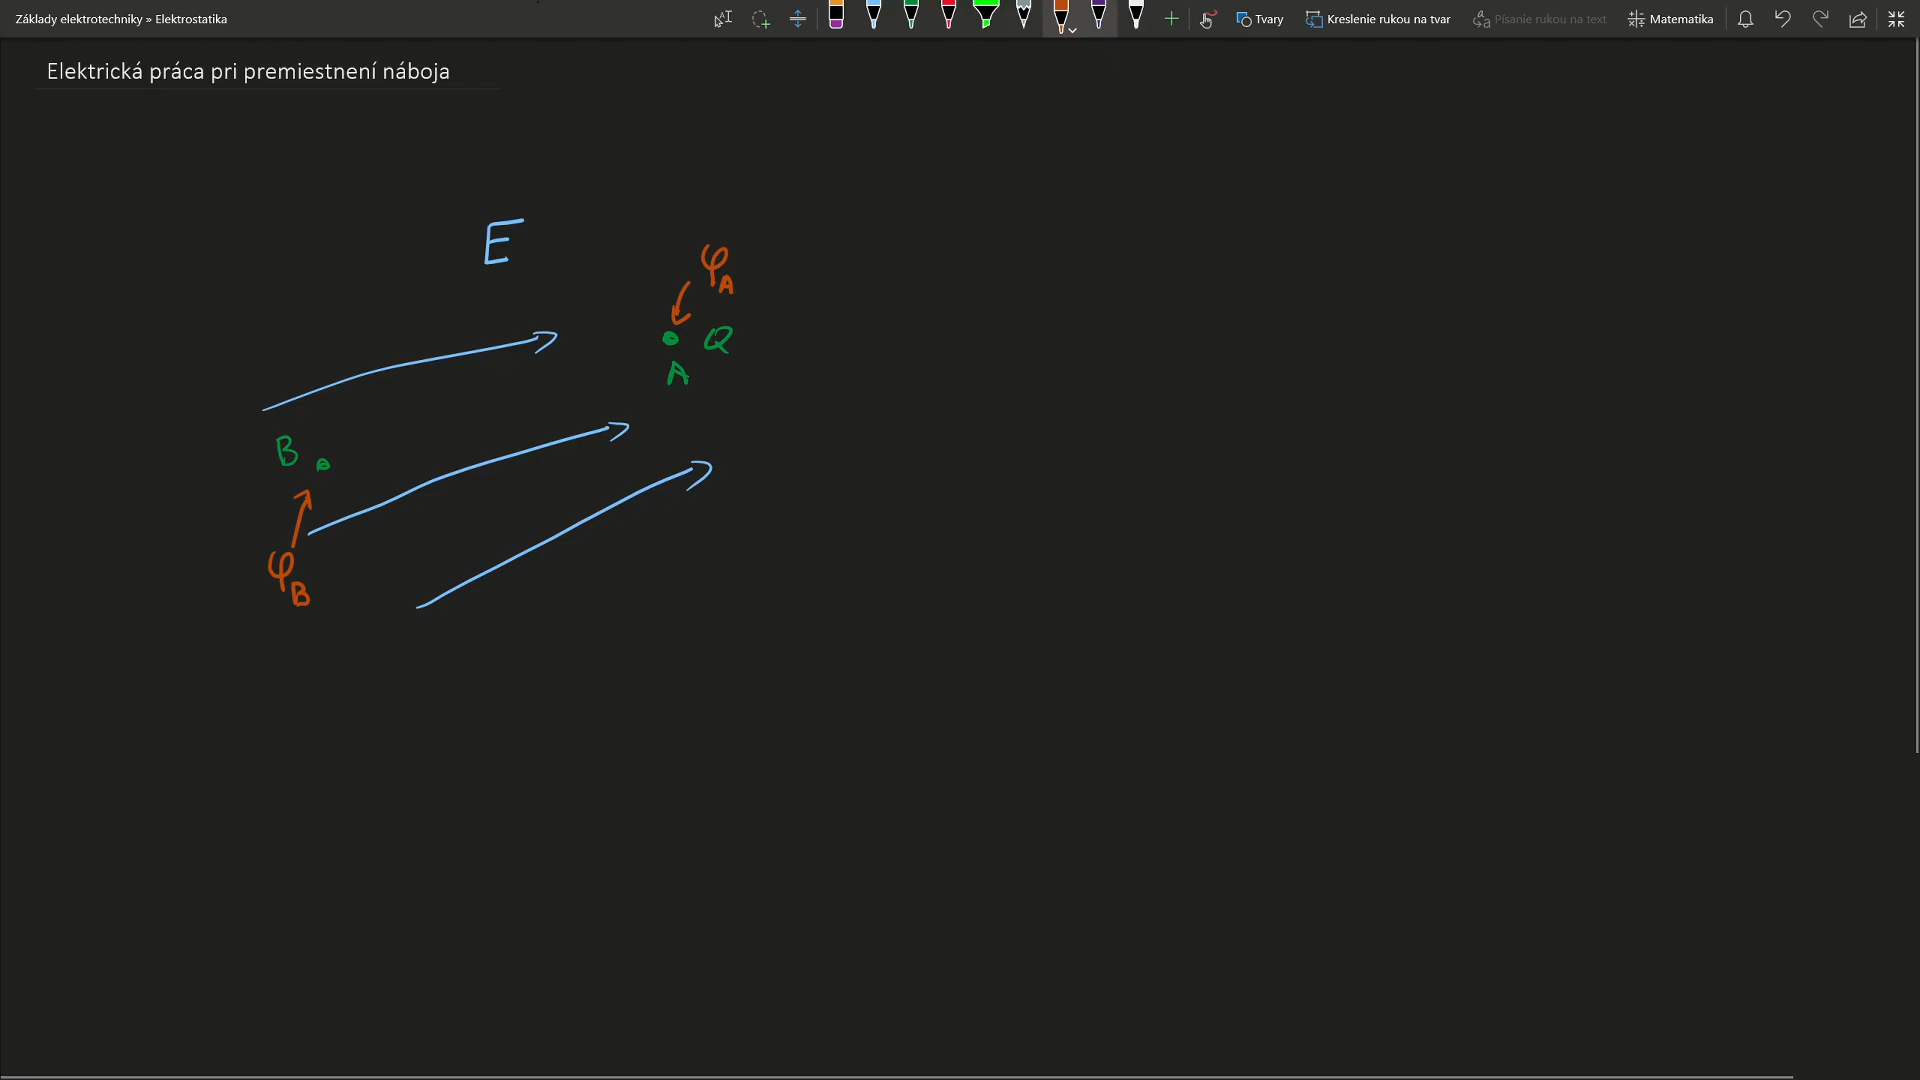 Základy elektrotechniky » Elektrostatika
Tvary
Kreslenie rukou na tvar
Písanie rukou na text
Matematika
Elektrická práca pri premiestnení náboja
E
φA
Q
A
B
φB